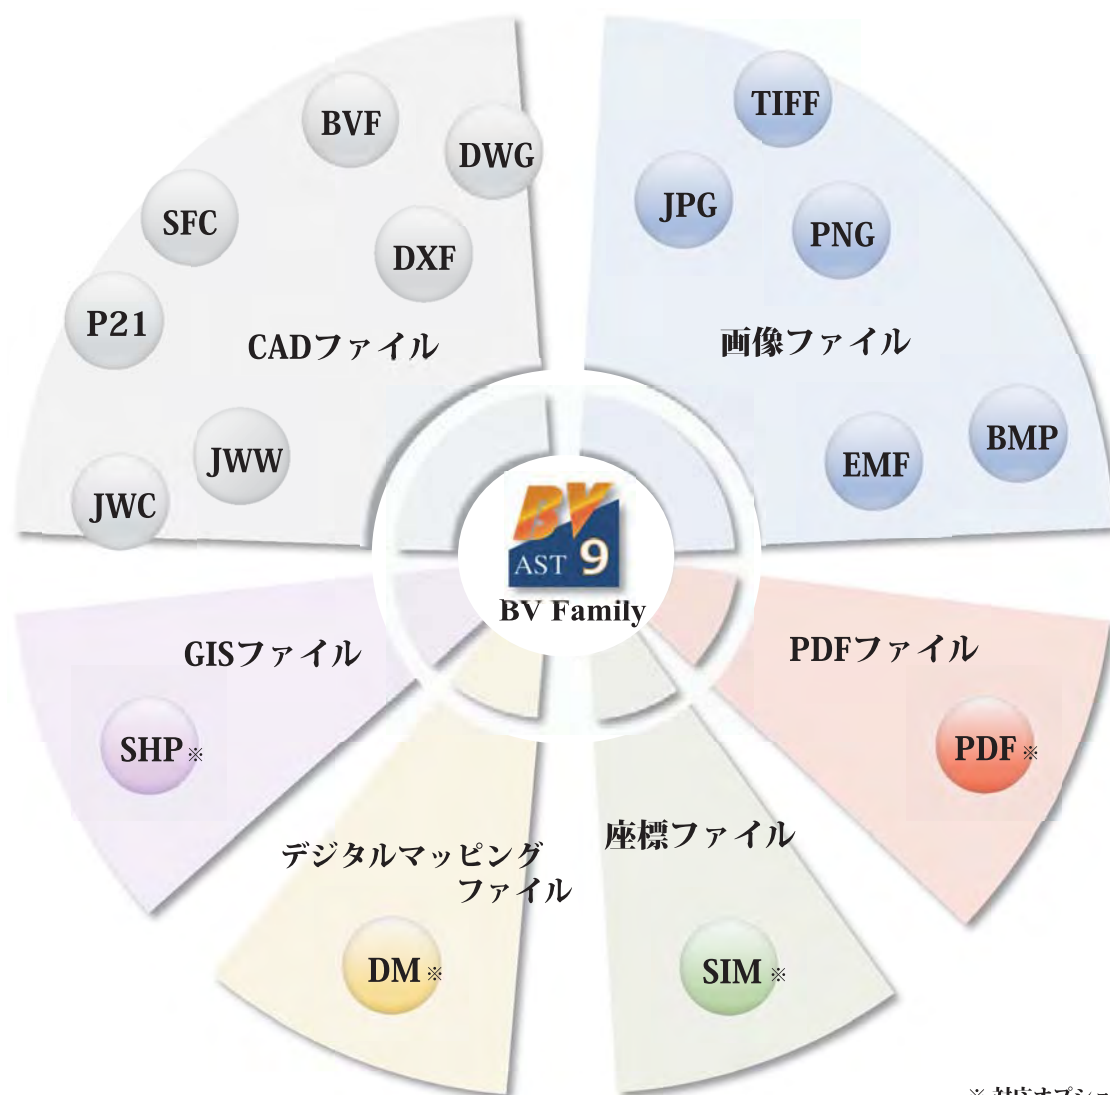 BVF
DWG
SFC
DXF
P21
CADファイル
JWW
JWC
TIFF
JPG
PNG
画像ファイル
BMP
EMF
BV
AST 9
BV Family
GISファイル
SHP※
PDFファイル
PDF※
デジタルマッピング
ファイル
DM※
座標ファイル
SIM※